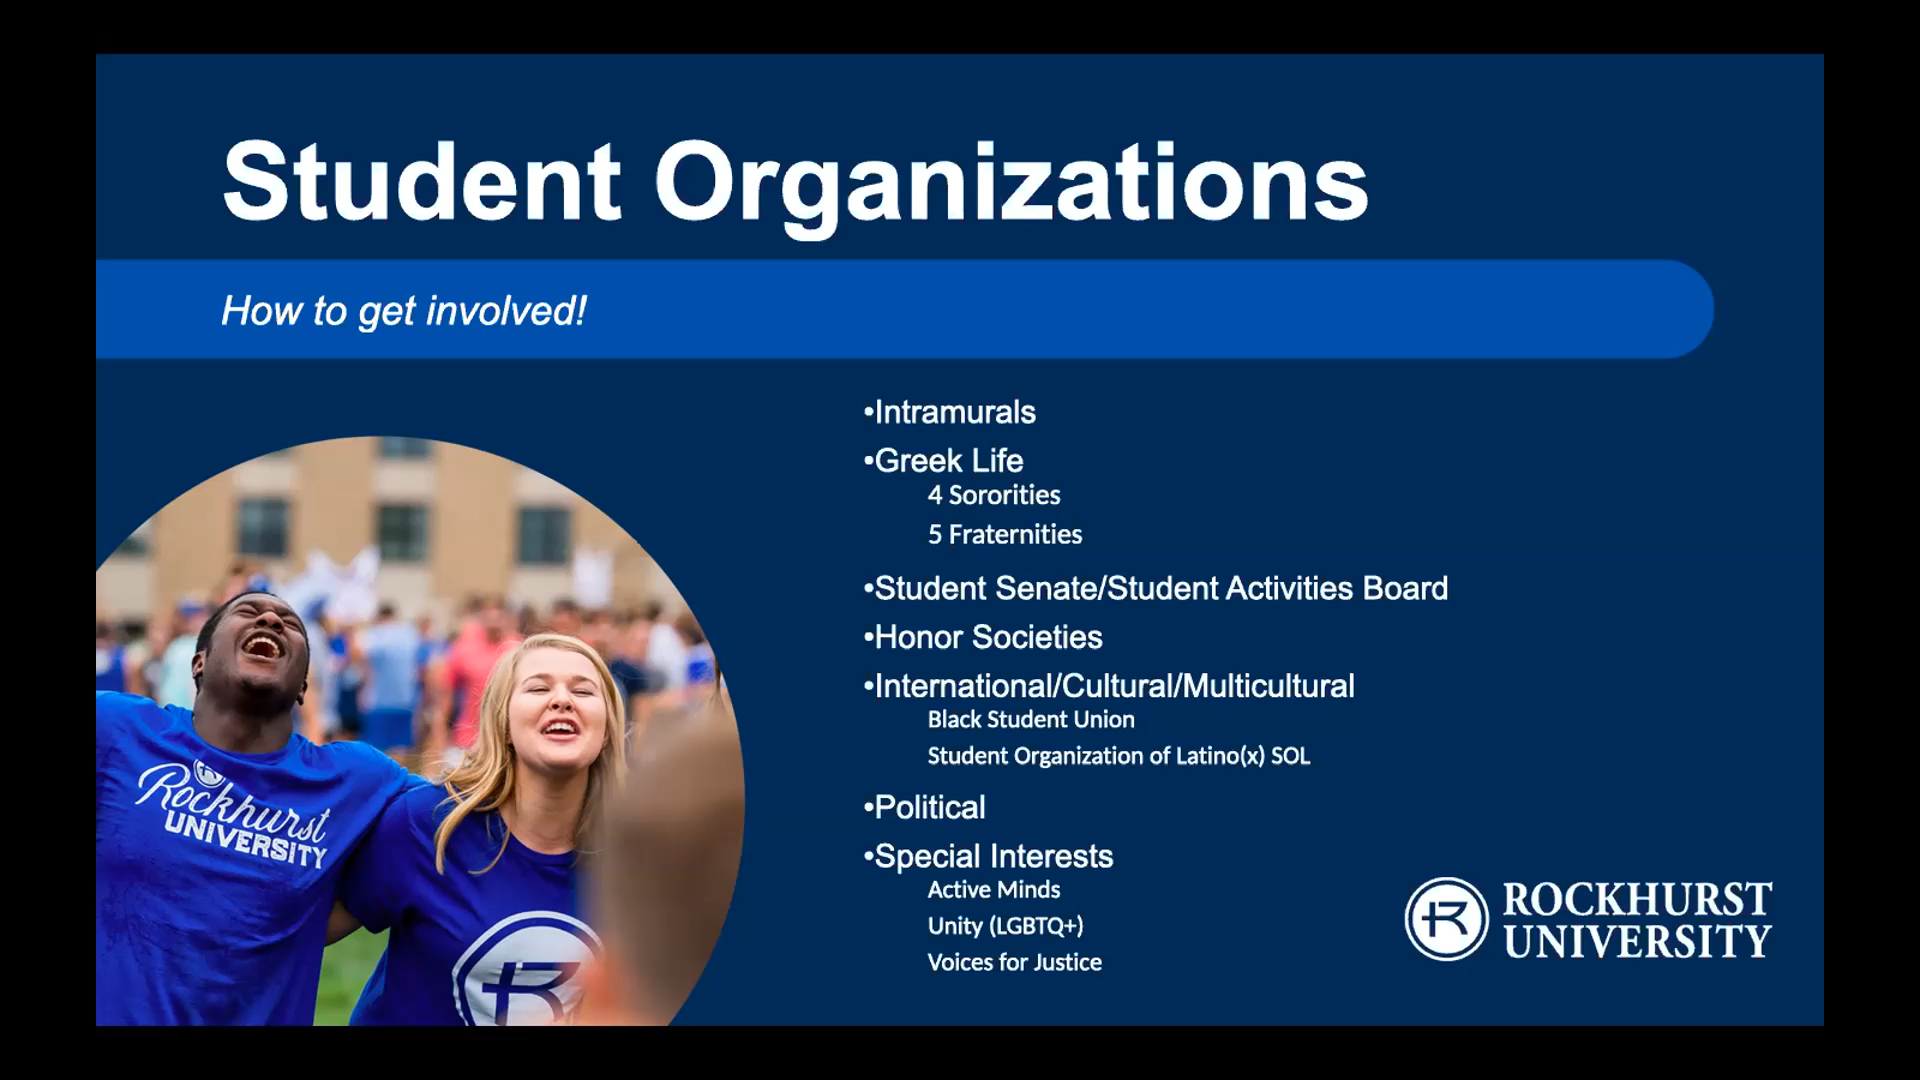 Student Organizations
How to get involved!
•Intramurals
•Greek Life
4 Sororities
5 Fraternities
•Student Senate/Student Activities Board
•Honor Societies
•International/Cultural/Multicultural
Black Student Union
Student Organization of Latino(x) SOL
•Political
•Special Interests
Active Minds
Unity (LGBTQ+)
Voices for Justice
Rockhurst
UNIVERSITY
R
R
ROCKHURST
UNIVERSITY